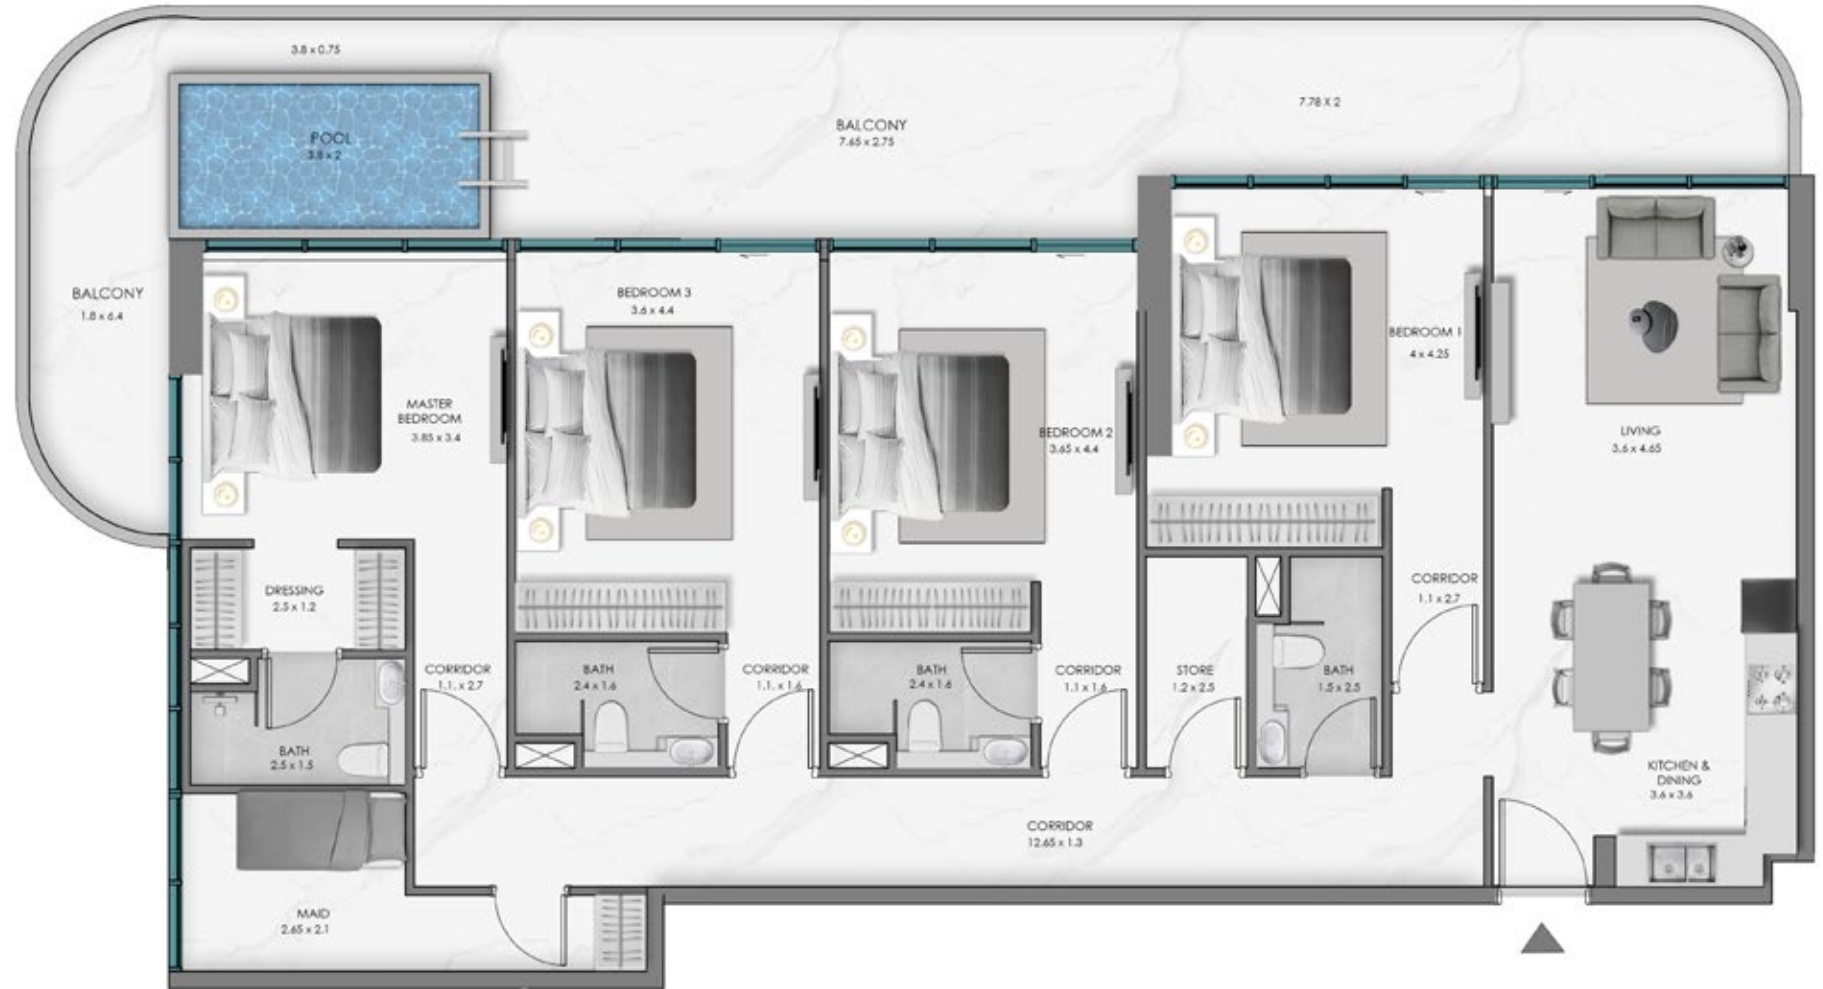 3.8 x 0.75
POOL
3.8 x 2
BALCONY
7.65 x 2.75
7.78 X 2
BALCONY
1.8 x 6.4
MASTER
BEDROOM
3.85 x 3.4
BEDROOM 3
3.6 x 4.4
BEDROOM 2
3.65 x 4.4
BEDROOM 1
4 x 4.25
LIVING
3.6 x 4.65
DRESSING
2.5 x 1.2
CORRIDOR
1.1. x 2.7
BATH
2.4 x 1.6
CORRIDOR
1.1. x 1.6
BATH
2.4 x 1.6
CORRIDOR
1.1 x 1.6
STORE
1.2 x 2.5
BATH
1.5 x 2.5
CORRIDOR
1.1 x 2.7
BATH
2.5 x 1.5
KITCHEN &
DINING
3.6 x 3.6
CORRIDOR
12.65 x 1.3
MAID
2.65 x 2.1